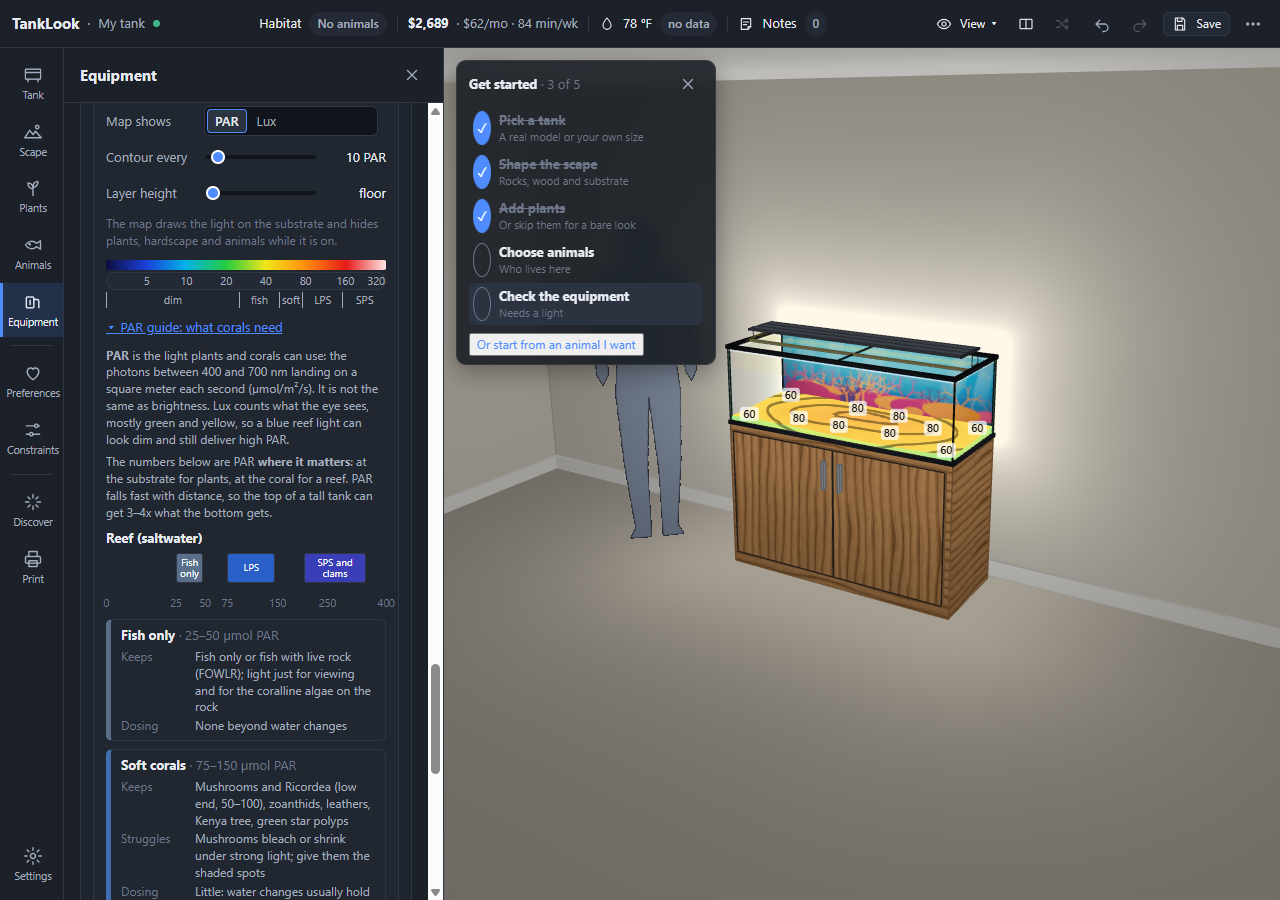 TankLook · My tank
Habitat No animals $2,689 · $62/mo · 84 min/wk 78 °F no data Notes 0
View Save
Tank
Scape
Plants
Animals
Equipment
Preferences
Constraints
Discover
Print
Settings
Equipment
Map shows PAR Lux
Contour every 10 PAR
Layer height floor
The map draws the light on the substrate and hides
plants, hardscape and animals while it is on.
5 10 20 40 80 160 320
dim fish soft LPS SPS
PAR guide: what corals need
PAR is the light plants and corals can use: the
photons between 400 and 700 nm landing on a
square meter each second (µmol/m²/s). It is not the
same as brightness. Lux counts what the eye sees,
mostly green and yellow, so a blue reef light can
look dim and still deliver high PAR.
The numbers below are PAR where it matters: at
the substrate for plants, at the coral for a reef. PAR
falls fast with distance, so the top of a tall tank can
get 3–4x what the bottom gets.
Reef (saltwater)
Fish only LPS SPS and clams
0 25 50 75 150 250 400
Fish only · 25–50 µmol PAR
Keeps Fish only or fish with live rock
(FOWLR); light just for viewing
and for the coralline algae on the
rock
Dosing None beyond water changes
Soft corals · 75–150 µmol PAR
Keeps Mushrooms and Ricordea (low
end, 50–100), zoanthids, leathers,
Kenya tree, green star polyps
Struggles Mushrooms bleach or shrink
under strong light; give them the
shaded spots
Dosing Little: water changes usually hold
Get started · 3 of 5
Pick a tank
A real model or your own size
Shape the scape
Rocks, wood and substrate
Add plants
Or skip them for a bare look
Choose animals
Who lives here
Check the equipment
Needs a light
Or start from an animal I want
60 60 80 80 80 80 80 80 60 60